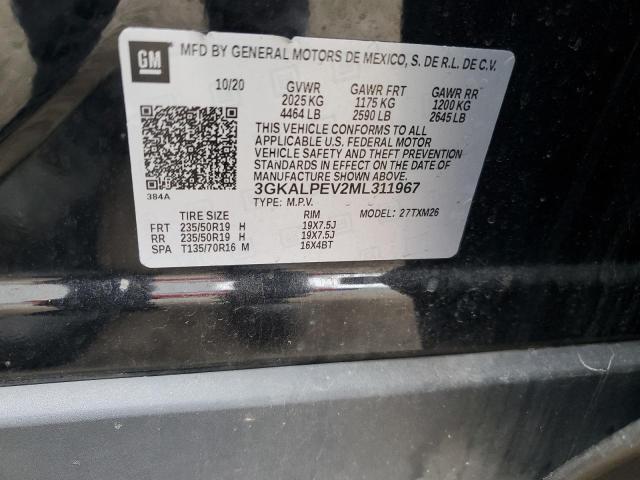 GM
MFD BY GENERAL MOTORS DE MEXICO, S. DE R.L. DE C.V.
10/20 GVWR GAWR FRT GAWR RR
2025 KG 1175 KG 1200 KG
4464 LB 2590 LB 2645 LB
THIS VEHICLE CONFORMS TO ALL
APPLICABLE U.S. FEDERAL MOTOR
VEHICLE SAFETY AND THEFT PREVENTION
STANDARDS IN EFFECT ON THE DATE OF
MANUFACTURE SHOWN ABOVE.
384A
3GKALPEV2ML311967
TYPE: M.P.V. MODEL: 27TXM26
TIRE SIZE RIM
FRT 235/50R19 H 19X7.5J
RR 235/50R19 H 19X7.5J
SPA T135/70R16 M 16X4BT